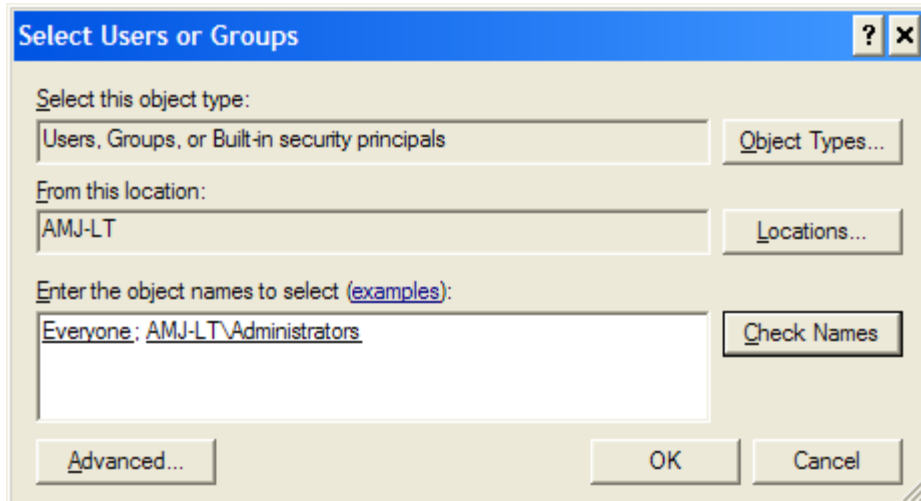 Select Users or Groups
? ×
Select this object type:
Users, Groups, or Built-in security principals
Object Types...
From this location:
AMJ-LT
Locations...
Enter the object names to select (examples):
Everyone; AMJ-LT\Administrators
Check Names
Advanced...
OK
Cancel